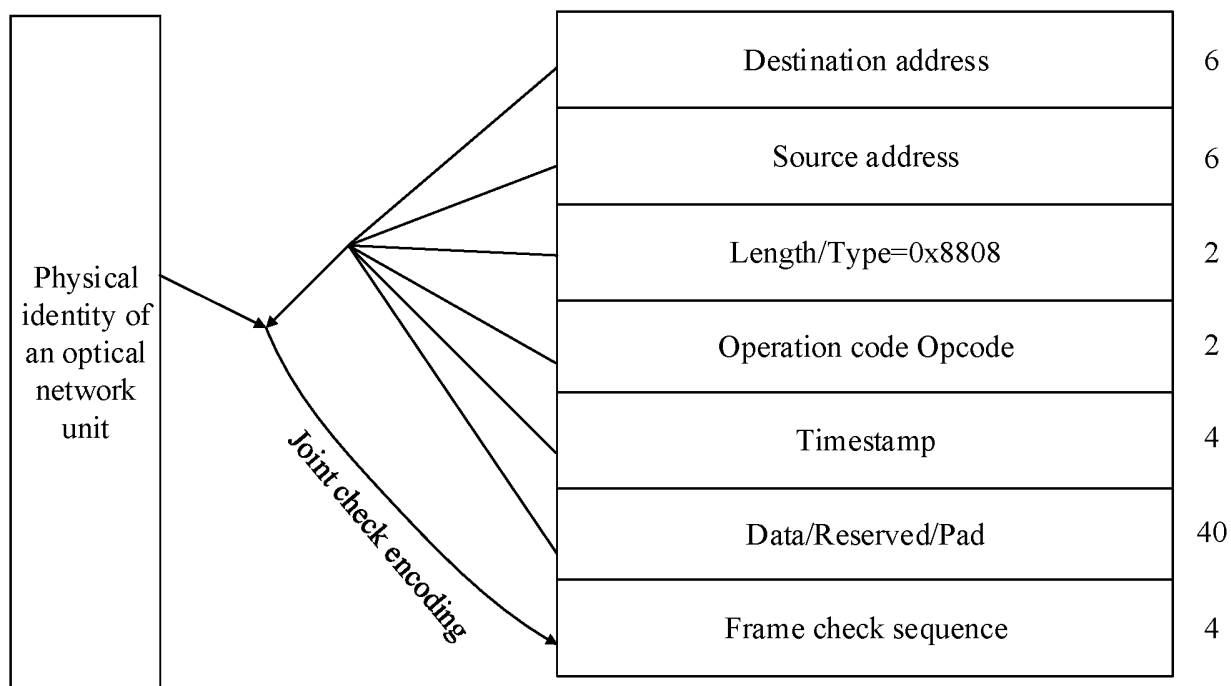 Destination address 6
Source address 6
Length/Type=0x8808 2
Physical
identity of
an optical
network
unit
Operation code Opcode 2
Timestamp 4
Joint check encoding
Data/Reserved/Pad 40
Frame check sequence 4